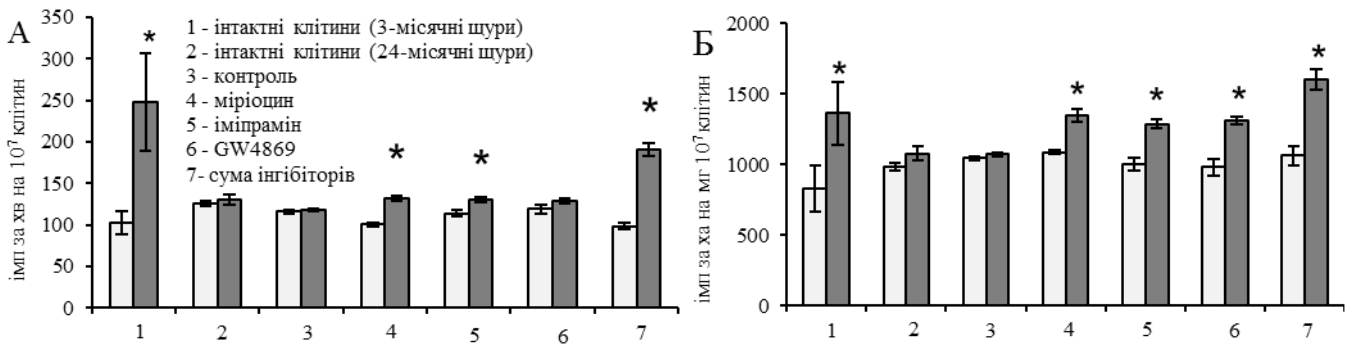 А
імп за хв на 10⁷ клітин
350
300
250
200
150
100
50
0
*
*
*
*
1 - інтактні клітини (3-місячні щури)
2 - інтактні клітини (24-місячні щури)
3 - контроль
4 - міріоцин
5 - іміпрамін
6 - GW4869
7- сума інгібіторів
1 2 3 4 5 6 7
Б
імп за ха на мг 10⁷ клітин
2000
1500
1000
500
0
*
*
*
*
*
1 2 3 4 5 6 7